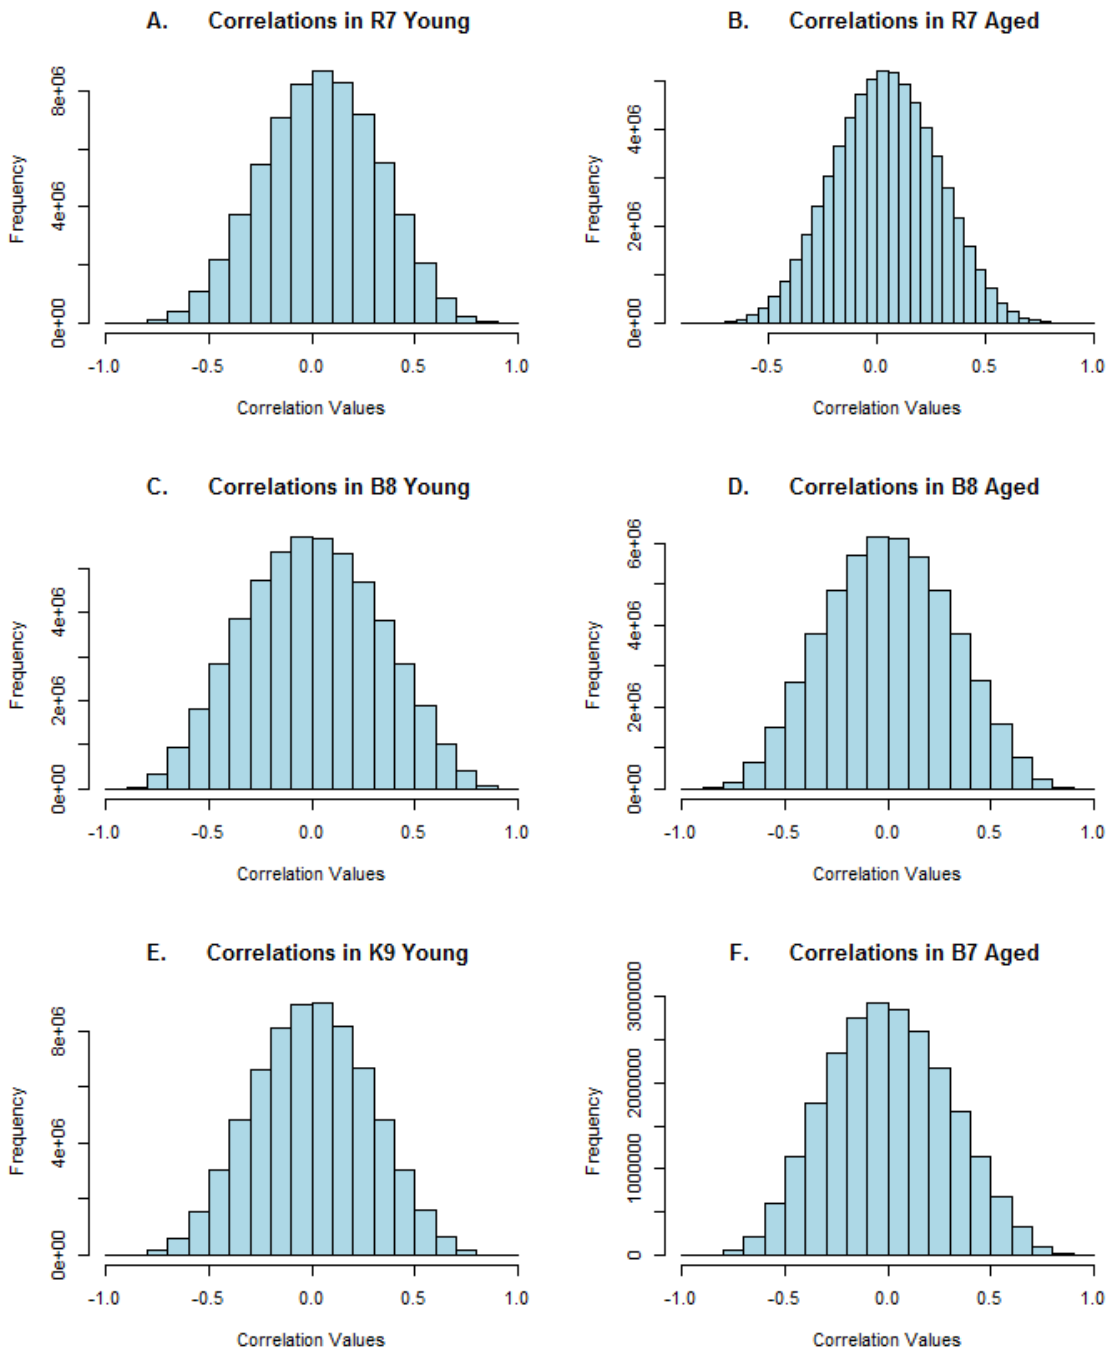 A. Correlations in R7 Young
Frequency
0e+00 4e+06 8e+06
-1.0 -0.5 0.0 0.5 1.0
Correlation Values
B. Correlations in R7 Aged
Frequency
0e+00 2e+06 4e+06
-0.5 0.0 0.5 1.0
Correlation Values
C. Correlations in B8 Young
Frequency
0e+00 2e+06 4e+06
-1.0 -0.5 0.0 0.5 1.0
Correlation Values
D. Correlations in B8 Aged
Frequency
0e+00 2e+06 4e+06 6e+06
-1.0 -0.5 0.0 0.5 1.0
Correlation Values
E. Correlations in K9 Young
Frequency
0e+00 4e+06 8e+06
-1.0 -0.5 0.0 0.5 1.0
Correlation Values
F. Correlations in B7 Aged
Frequency
0 1000000 2000000 3000000
-1.0 -0.5 0.0 0.5 1.0
Correlation Values